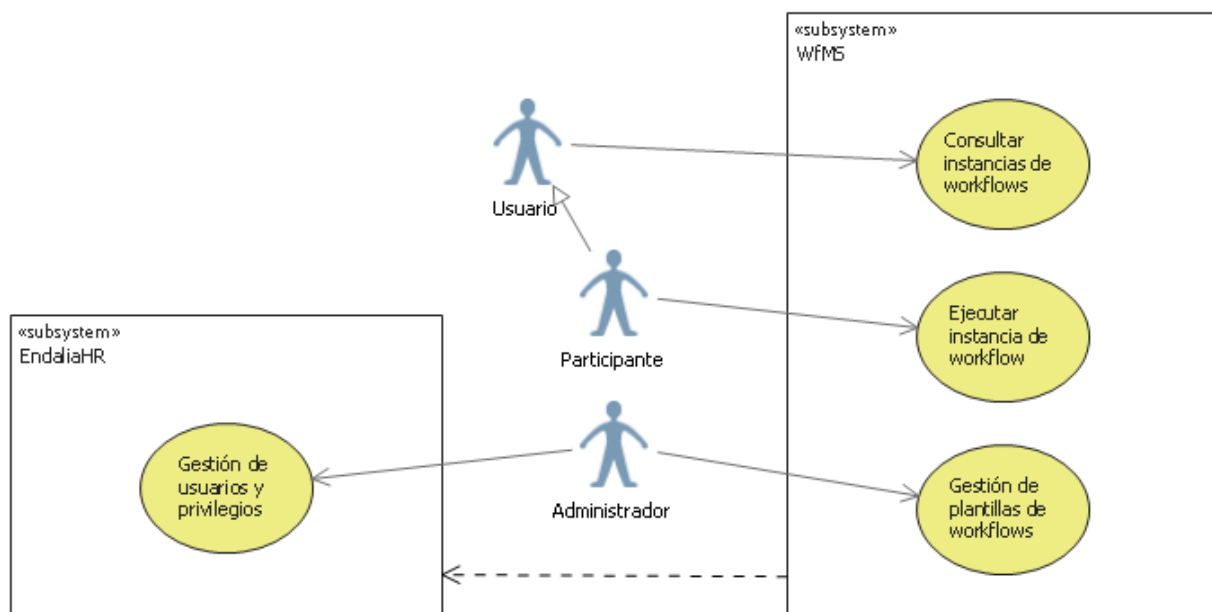 «subsystem»
WfMS
Consultar
instancias de
workflows
Usuario
Ejecutar
instancia de
workflow
Participante
«subsystem»
EndaliaHR
Gestión de
usuarios y
privilegios
Administrador
Gestión de
plantillas de
workflows